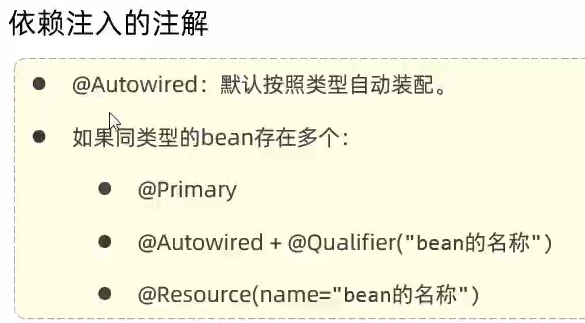 依赖注入的注解
@Autowired：默认按照类型自动装配。
如果同类型的bean存在多个：
@Primary
@Autowired + @Qualifier("bean的名称")
@Resource(name="bean的名称")